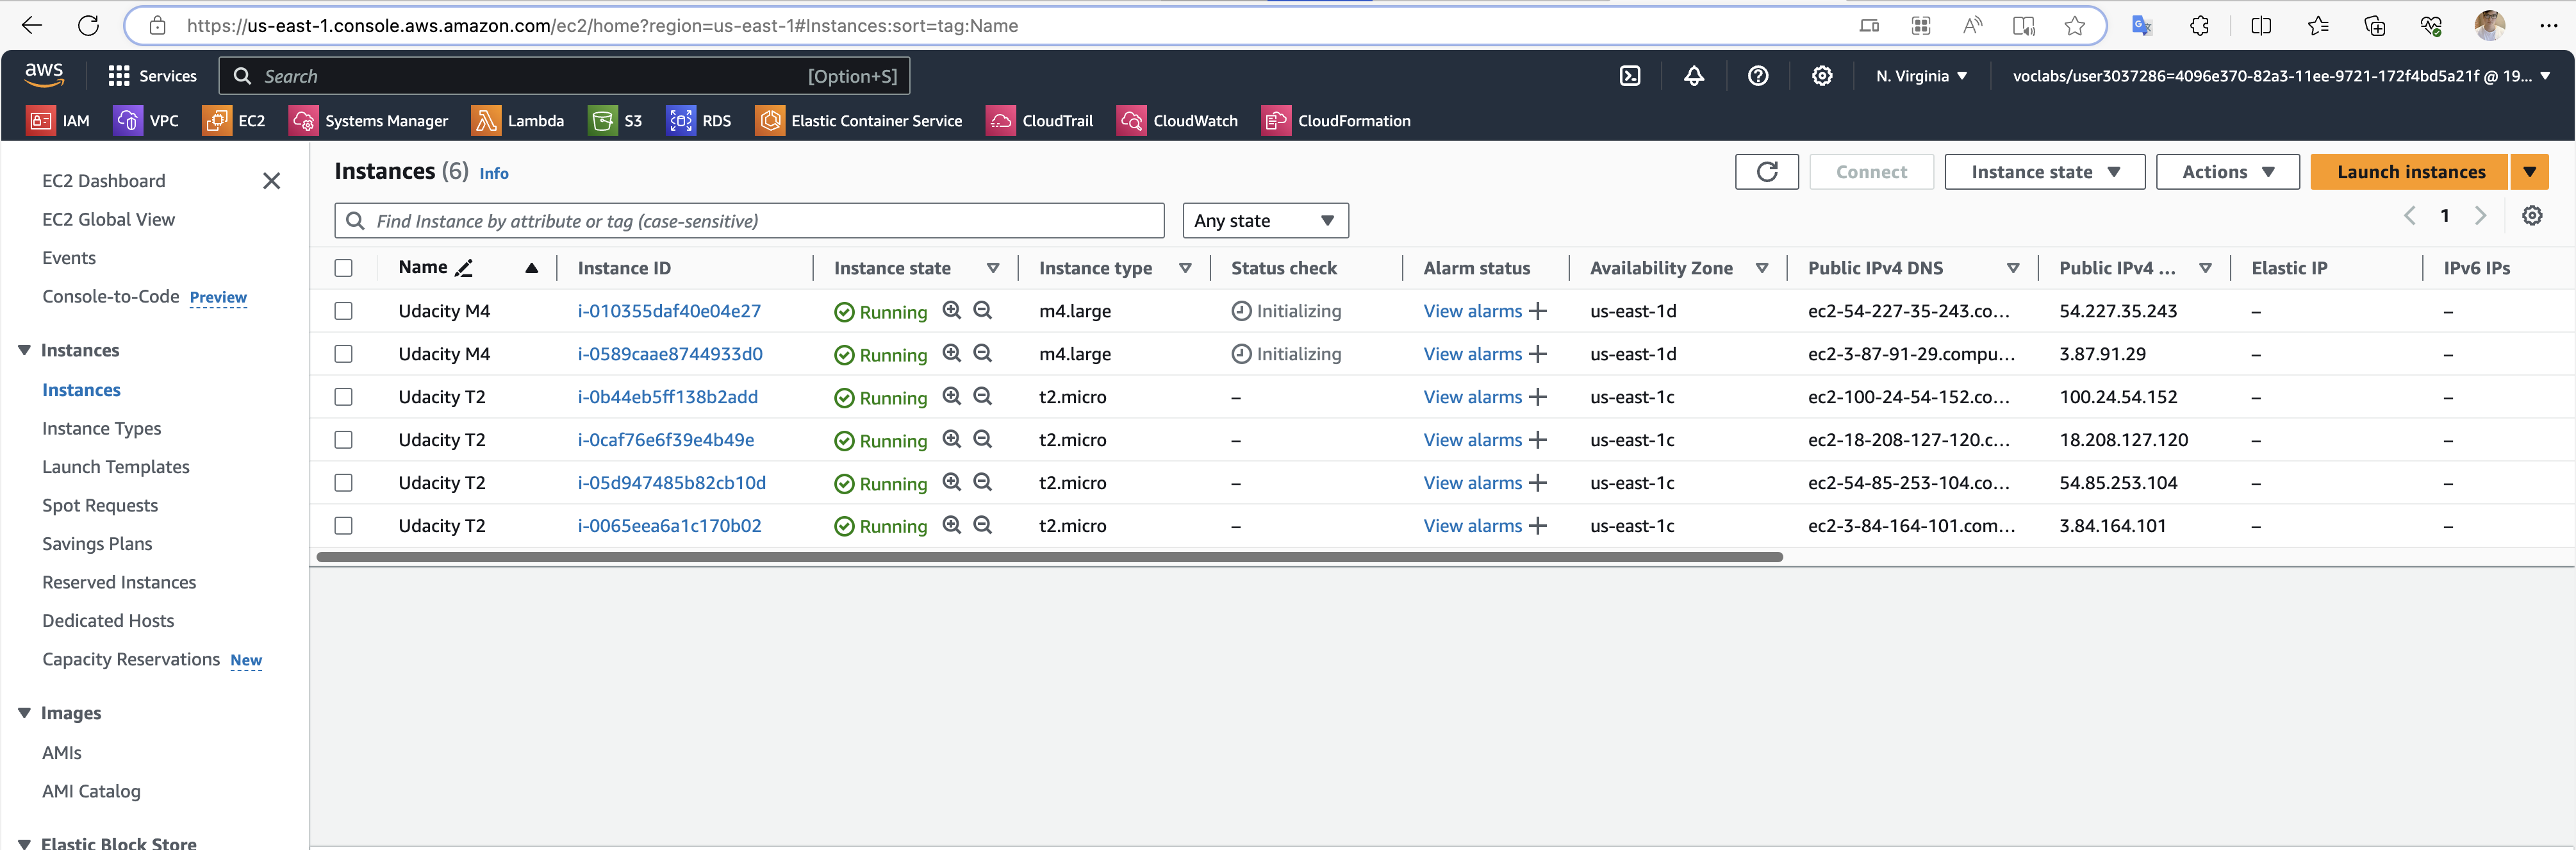 https://us-east-1.console.aws.amazon.com/ec2/home?region=us-east-1#Instances:sort=tag:Name
aws Services Search [Option+S] N. Virginia voclabs/user3037286=4096e370-82a3-11ee-9721-172f4bd5a21f @ 19...
IAM VPC EC2 Systems Manager Lambda S3 RDS Elastic Container Service CloudTrail CloudWatch CloudFormation
EC2 Dashboard
EC2 Global View
Events
Console-to-Code Preview
Instances
Instances
Instance Types
Launch Templates
Spot Requests
Savings Plans
Reserved Instances
Dedicated Hosts
Capacity Reservations New
Images
AMIs
AMI Catalog
Elastic Block Store
Instances (6) Info Connect Instance state Actions Launch instances
Find Instance by attribute or tag (case-sensitive) Any state 1
Name Instance ID Instance state Instance type Status check Alarm status Availability Zone Public IPv4 DNS Public IPv4 ... Elastic IP IPv6 IPs
Udacity M4 i-010355daf40e04e27 Running m4.large Initializing View alarms + us-east-1d ec2-54-227-35-243.co... 54.227.35.243 – –
Udacity M4 i-0589caae8744933d0 Running m4.large Initializing View alarms + us-east-1d ec2-3-87-91-29.compu... 3.87.91.29 – –
Udacity T2 i-0b44eb5ff138b2add Running t2.micro – View alarms + us-east-1c ec2-100-24-54-152.co... 100.24.54.152 – –
Udacity T2 i-0caf76e6f39e4b49e Running t2.micro – View alarms + us-east-1c ec2-18-208-127-120.c... 18.208.127.120 – –
Udacity T2 i-05d947485b82cb10d Running t2.micro – View alarms + us-east-1c ec2-54-85-253-104.co... 54.85.253.104 – –
Udacity T2 i-0065eea6a1c170b02 Running t2.micro – View alarms + us-east-1c ec2-3-84-164-101.com... 3.84.164.101 – –